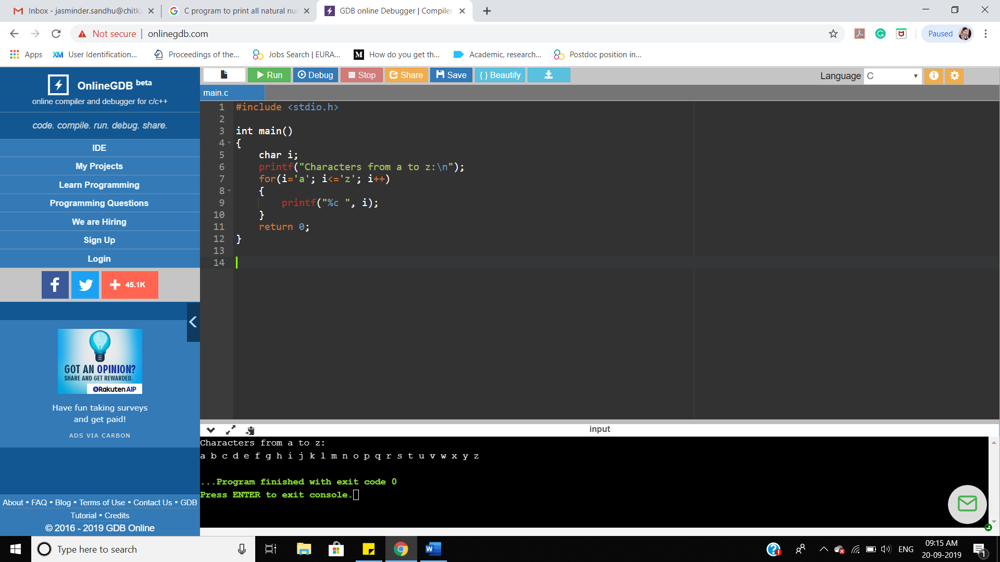 Inbox - jasminder.sandhu@chitka
C program to print all natural nu
GDB online Debugger | Compiler
Not secure | onlinegdb.com
Paused
Apps
User Identification...
Proceedings of the...
Jobs Search | EURA...
How do you get th...
Academic, research...
Postdoc position in...
OnlineGDB beta
online compiler and debugger for c/c++
code. compile. run. debug. share.
IDE
My Projects
Learn Programming
Programming Questions
We are Hiring
Sign Up
Login
45.1K
GOT AN OPINION?
SHARE AND GET REWARDED.
Rakuten AIP
Have fun taking surveys
and get paid!
ADS VIA CARBON
About • FAQ • Blog • Terms of Use • Contact Us • GDB
Tutorial • Credits
© 2016 - 2019 GDB Online
Run
Debug
Stop
Share
Save
{ } Beautify
Language C
main.c
1 #include <stdio.h>
2
3 int main()
4 {
5     char i;
6     printf("Characters from a to z:\n");
7     for(i='a'; i<='z'; i++)
8     {
9         printf("%c ", i);
10     }
11     return 0;
12 }
13
14
input
Characters from a to z:
a b c d e f g h i j k l m n o p q r s t u v w x y z
...Program finished with exit code 0
Press ENTER to exit console.
Type here to search
ENG
09:15 AM
20-09-2019
1